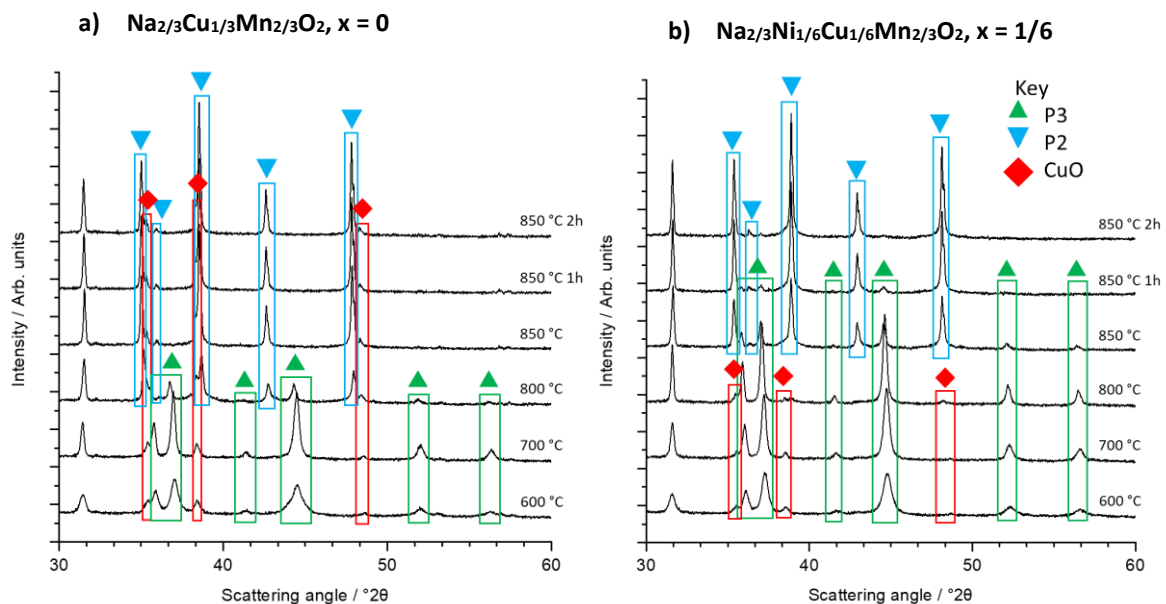 a) Na2/3Cu1/3Mn2/3O2, x = 0
Intensity / Arb. units
850 °C 2h
850 °C 1h
850 °C
800 °C
700 °C
600 °C
30 40 50 60
Scattering angle / °2θ
b) Na2/3Ni1/6Cu1/6Mn2/3O2, x = 1/6
Key
P3
P2
CuO
Intensity / Arb. units
850 °C 2h
850 °C 1h
850 °C
800 °C
700 °C
600 °C
30 40 50 60
Scattering angle / °2θ